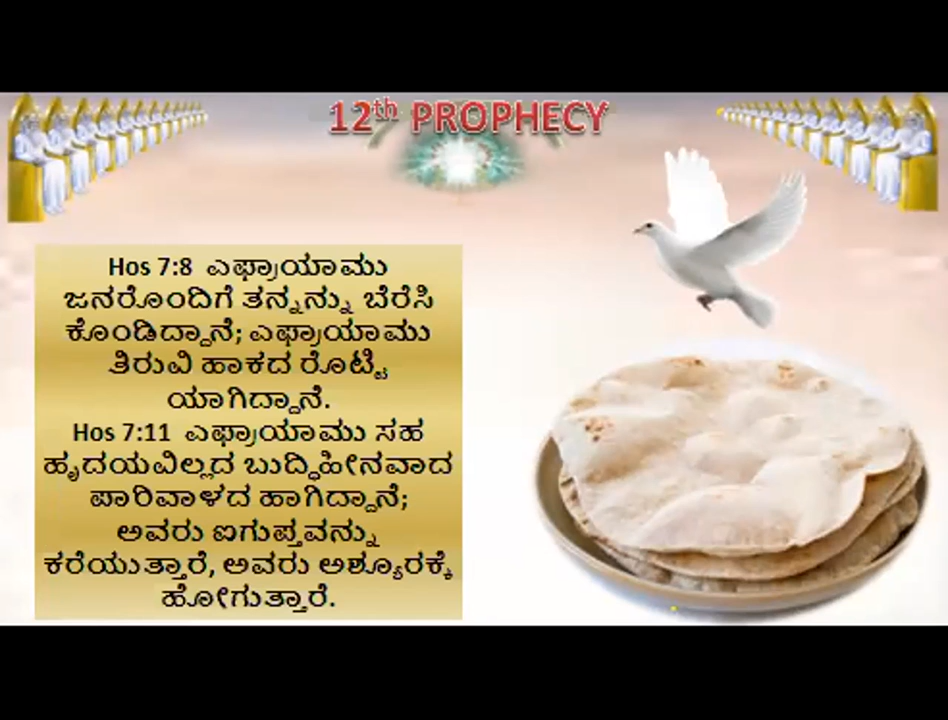 12th PROPHECY
Hos 7:8 ಎಫ್ರಾಯಾಮು
ಜನರೊಂದಿಗೆ ತನ್ನನ್ನು ಬೆರೆಸಿ
ಕೊಂಡಿದ್ದಾನೆ; ಎಫ್ರಾಯಾಮು
ತಿರುವಿ ಹಾಕದ ರೊಟ್ಟಿ
ಯಾಗಿದ್ದಾನೆ.
Hos 7:11 ಎಫ್ರಾಯಾಮು ಸಹ
ಹೃದಯವಿಲ್ಲದ ಬುದ್ಧಿಹೀನವಾದ
ಪಾರಿವಾಳದ ಹಾಗಿದ್ದಾನೆ;
ಅವರು ಐಗುಪ್ತವನ್ನು
ಕರೆಯುತ್ತಾರೆ, ಅವರು ಅಶ್ಯೂರಕ್ಕೆ
ಹೋಗುತ್ತಾರೆ.